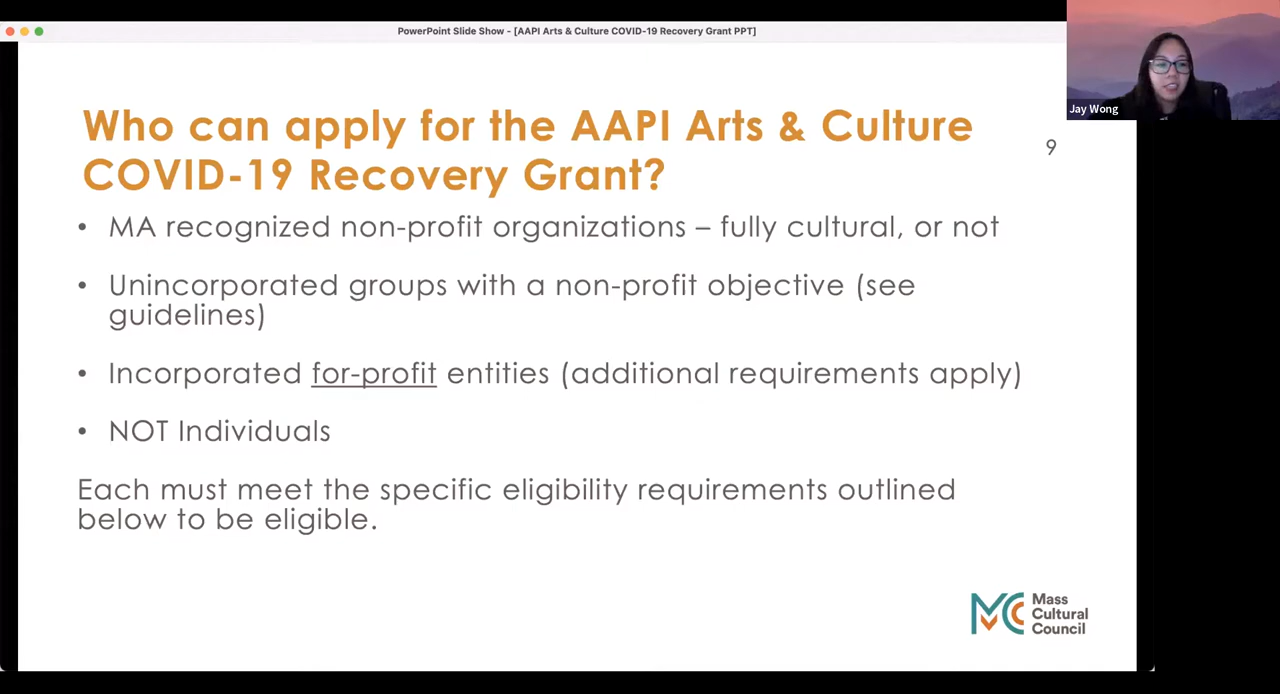 PowerPoint Slide Show - [AAPI Arts & Culture COVID-19 Recovery Grant PPT]
Jay Wong
Who can apply for the AAPI Arts & Culture
COVID-19 Recovery Grant?
9
• MA recognized non-profit organizations – fully cultural, or not
• Unincorporated groups with a non-profit objective (see
guidelines)
• Incorporated for-profit entities (additional requirements apply)
• NOT Individuals
Each must meet the specific eligibility requirements outlined
below to be eligible.
MC
Mass
Cultural
Council